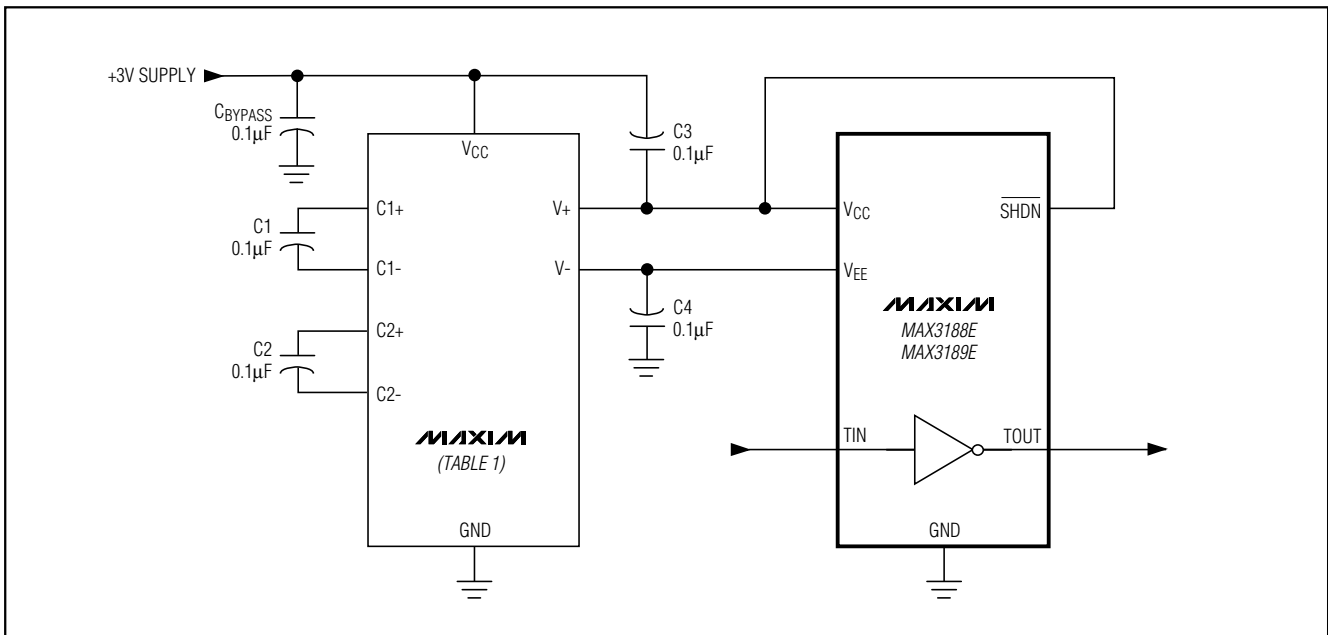 +3V SUPPLY
CBYPASS
0.1μF
VCC
C3
0.1μF
C1+
V+
VCC
SHDN
C1
0.1μF
C1-
V-
VEE
C4
0.1μF
MAXIM
MAX3188E
MAX3189E
C2+
C2
0.1μF
C2-
MAXIM
(TABLE 1)
TIN
TOUT
GND
GND